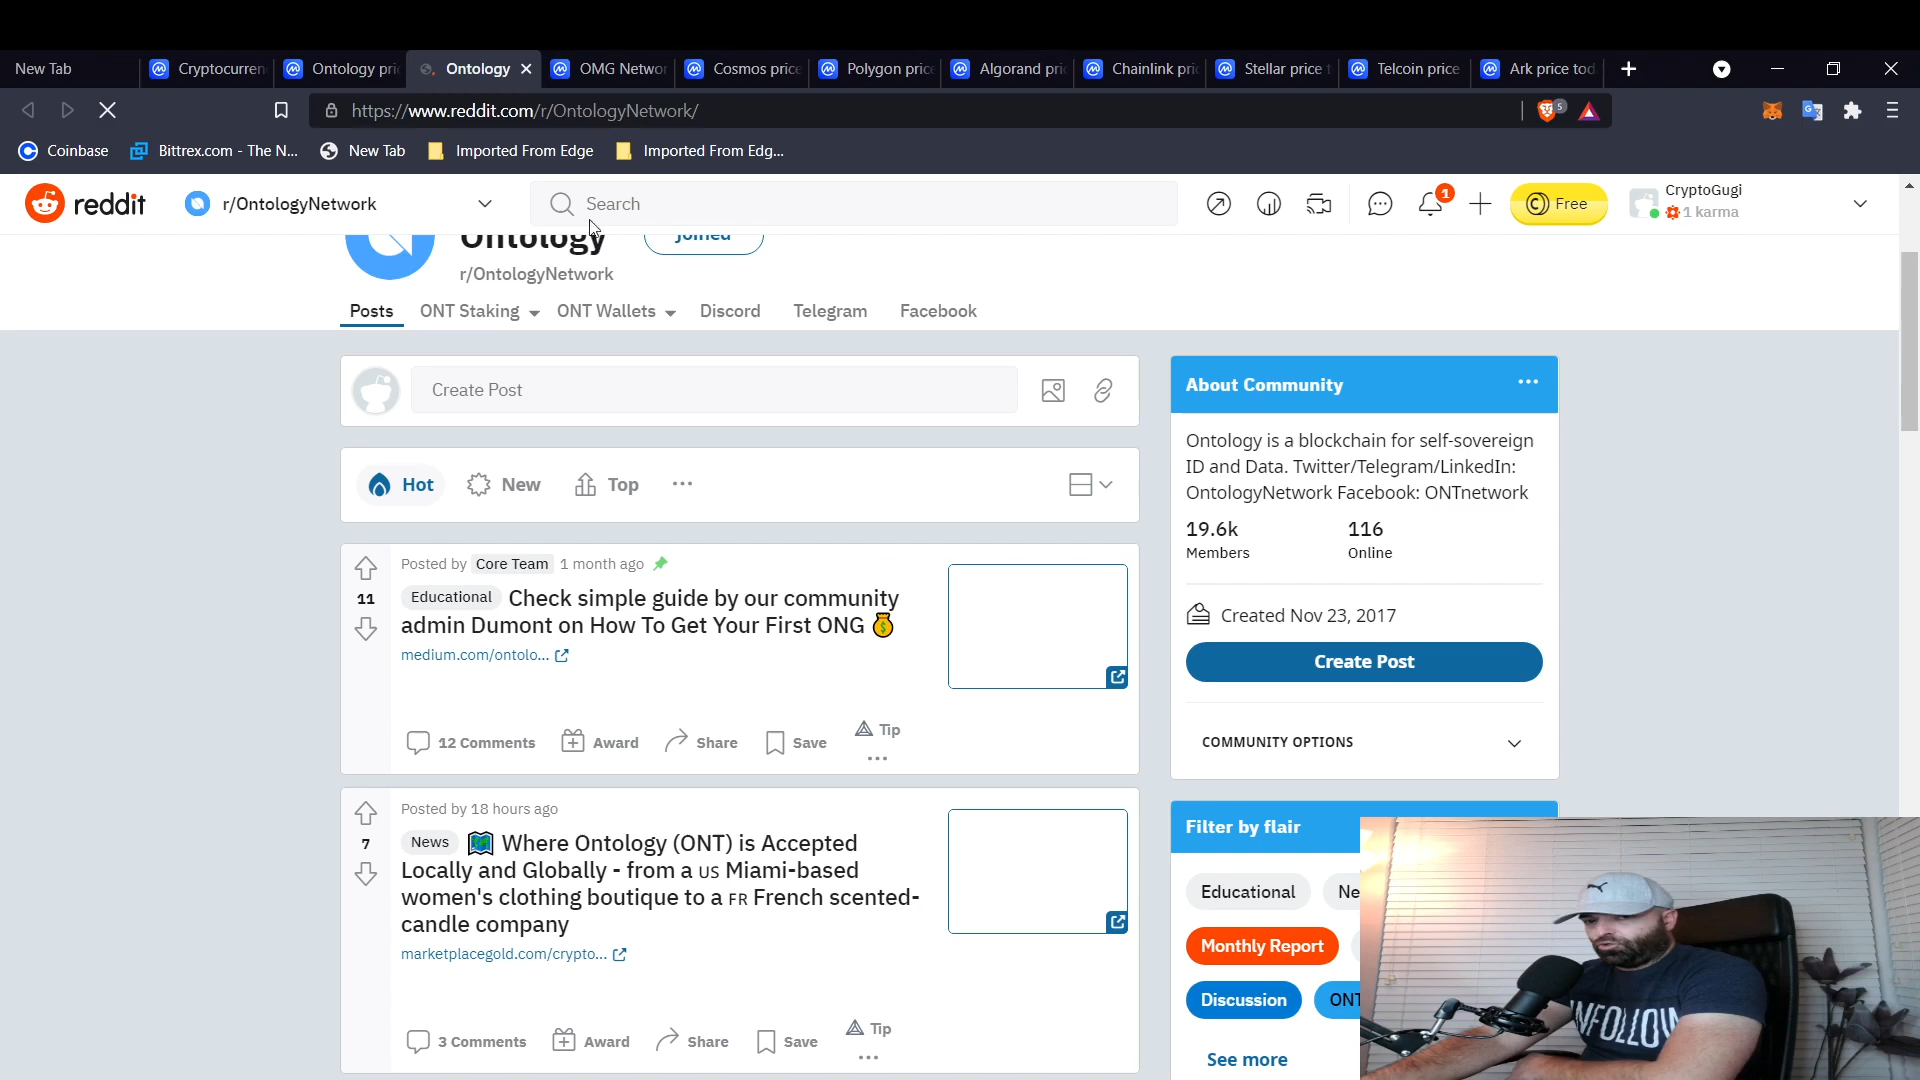 New Tab
Cryptocurren
Ontology pri
Ontology
OMG Networ
Cosmos price
Polygon price
Algorand pri
Chainlink pri
Stellar price t
Telcoin price
Ark price tod
https://www.reddit.com/r/OntologyNetwork/
5
Coinbase
Bittrex.com - The N...
New Tab
Imported From Edge
Imported From Edg...
reddit
r/OntologyNetwork
Search
1
Free
CryptoGugi
1 karma
Ontology
Joined
r/OntologyNetwork
Posts
ONT Staking
ONT Wallets
Discord
Telegram
Facebook
Create Post
Hot
New
Top
11
Posted by Core Team 1 month ago
Educational Check simple guide by our community
admin Dumont on How To Get Your First ONG
medium.com/ontolo...
12 Comments
Award
Share
Save
Tip
7
Posted by 18 hours ago
News Where Ontology (ONT) is Accepted
Locally and Globally - from a US Miami-based
women's clothing boutique to a FR French scented-
candle company
marketplacegold.com/crypto...
3 Comments
Award
Share
Save
Tip
About Community
Ontology is a blockchain for self-sovereign
ID and Data. Twitter/Telegram/LinkedIn:
OntologyNetwork Facebook: ONTnetwork
19.6k
Members
116
Online
Created Nov 23, 2017
Create Post
COMMUNITY OPTIONS
Filter by flair
Educational
Ne
Monthly Report
Discussion
ONT
See more